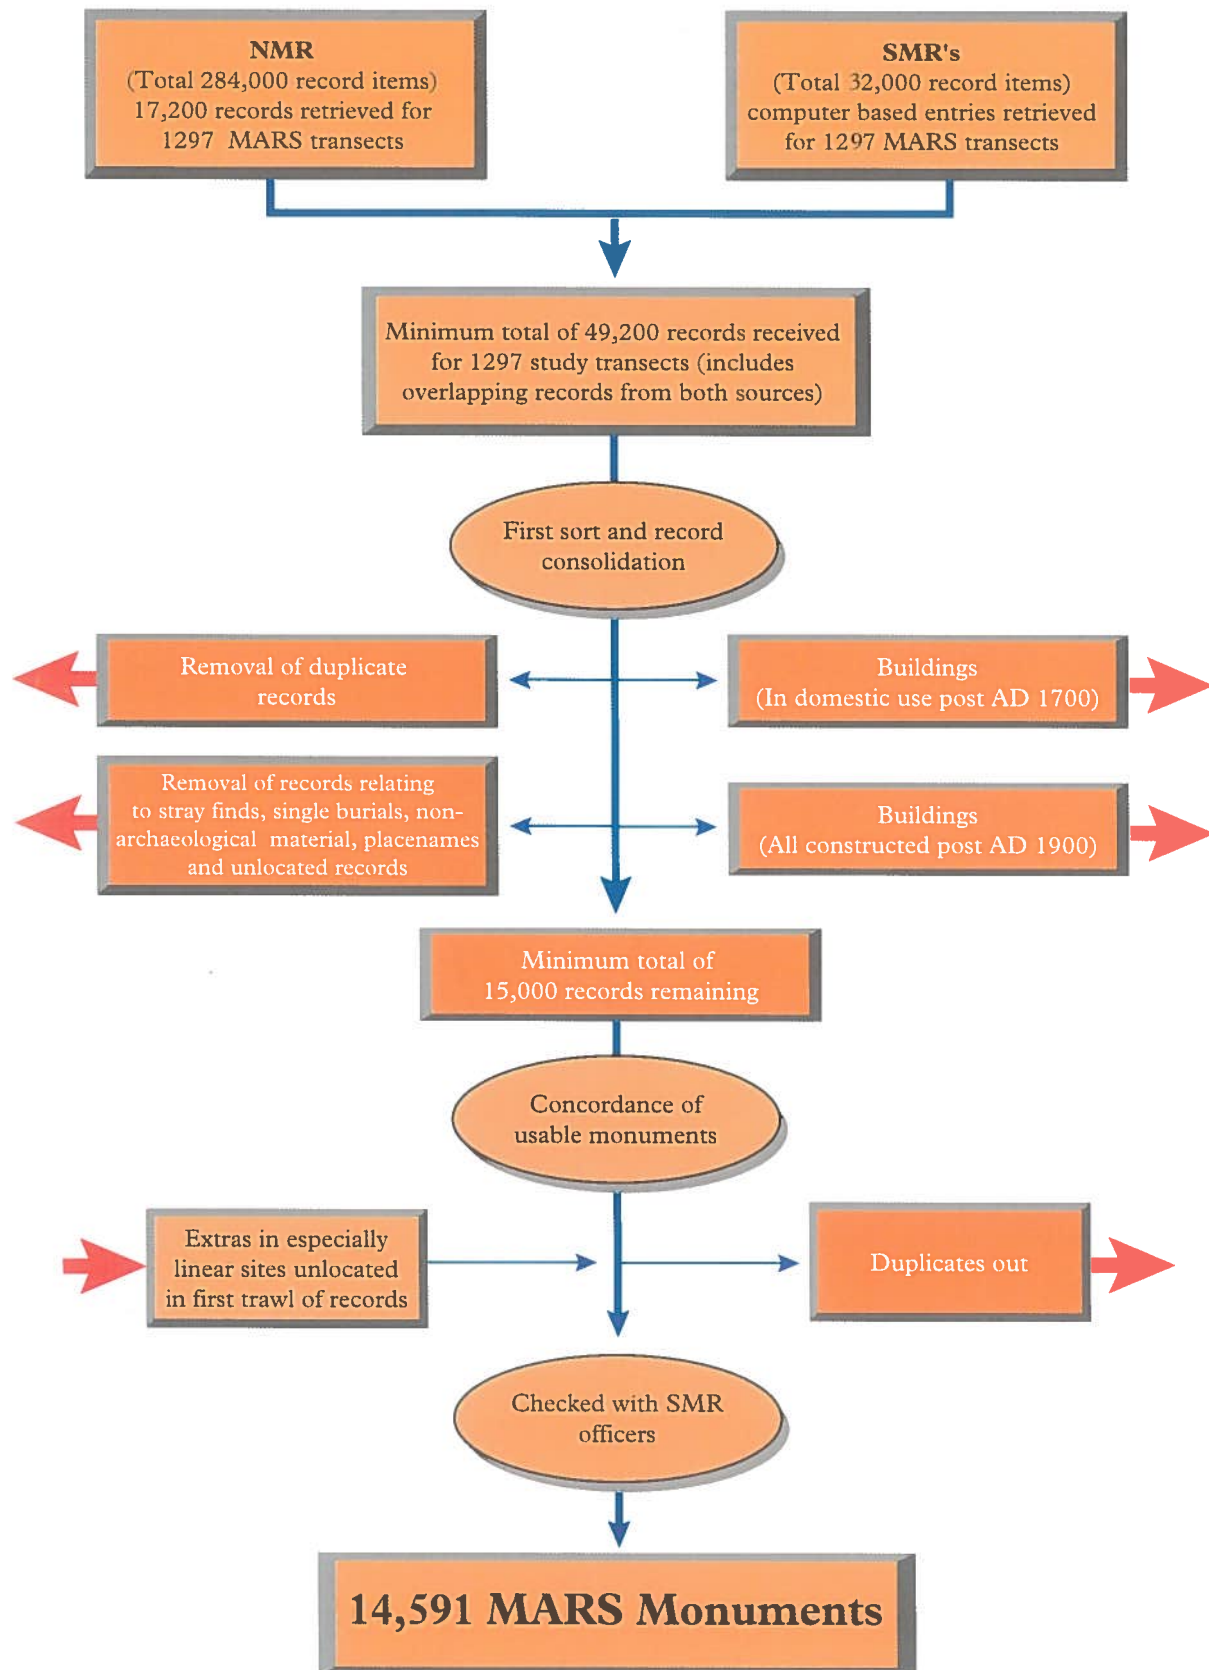 NMR
(Total 284,000 record items)
17,200 records retrieved for
1297 MARS transects
SMR's
(Total 32,000 record items)
computer based entries retrieved
for 1297 MARS transects
Minimum total of 49,200 records received
for 1297 study transects (includes
overlapping records from both sources)
First sort and record
consolidation
Removal of duplicate
records
Buildings
(In domestic use post AD 1700)
Removal of records relating
to stray finds, single burials, non-
archaeological material, placenames
and unlocated records
Buildings
(All constructed post AD 1900)
Minimum total of
15,000 records remaining
Concordance of
usable monuments
Extras in especially
linear sites unlocated
in first trawl of records
Duplicates out
Checked with SMR
officers
14,591 MARS Monuments